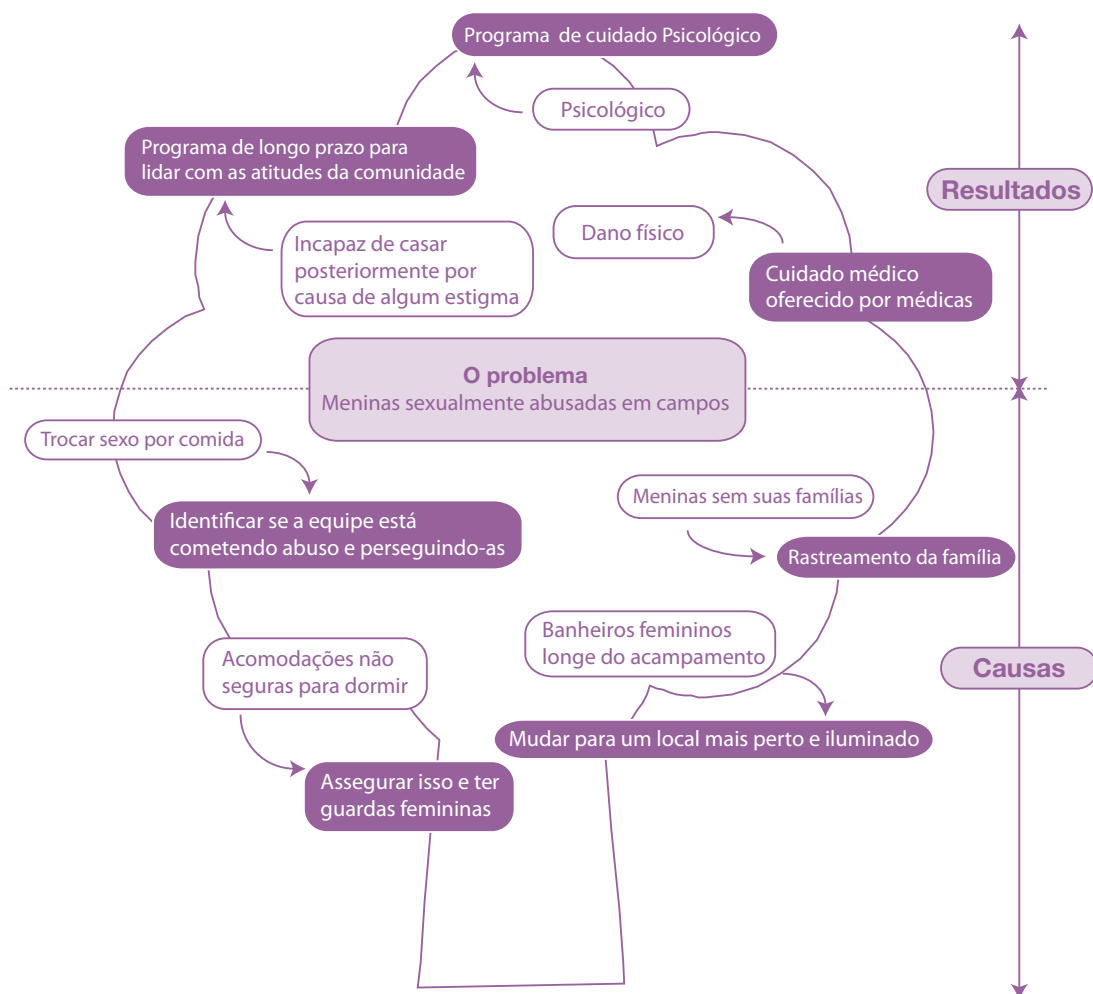 Programa de cuidado Psicológico
Psicológico
Programa de longo prazo para
lidar com as atitudes da comunidade
Resultados
Incapaz de casar
posteriormente por
causa de algum estigma
Dano físico
Cuidado médico
oferecido por médicas
O problema
Meninas sexualmente abusadas em campos
Trocar sexo por comida
Identificar se a equipe está
cometendo abuso e perseguindo-as
Meninas sem suas famílias
Rastreamento da família
Acomodações não
seguras para dormir
Banheiros femininos
longe do acampamento
Causas
Mudar para um local mais perto e iluminado
Assegurar isso e ter
guardas femininas